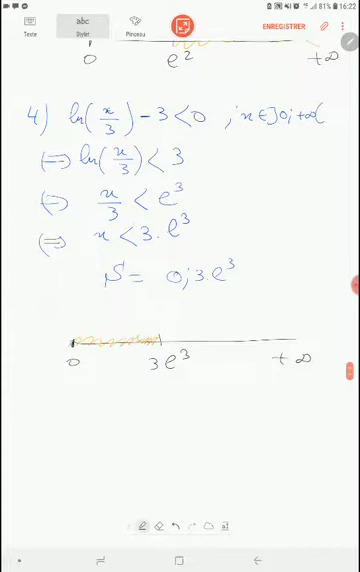 81% 16:22
ENREGISTRER
abc
Texte Stylet Pinceau
0 e² +∞
4) ln(x/3) - 3 < 0 ; x ∈ ]0; +∞(
⇔ ln(x/3) < 3
⇔ x/3 < e³
⇔ x < 3 · e³
S = 0; 3·e³
0 3e³ +∞